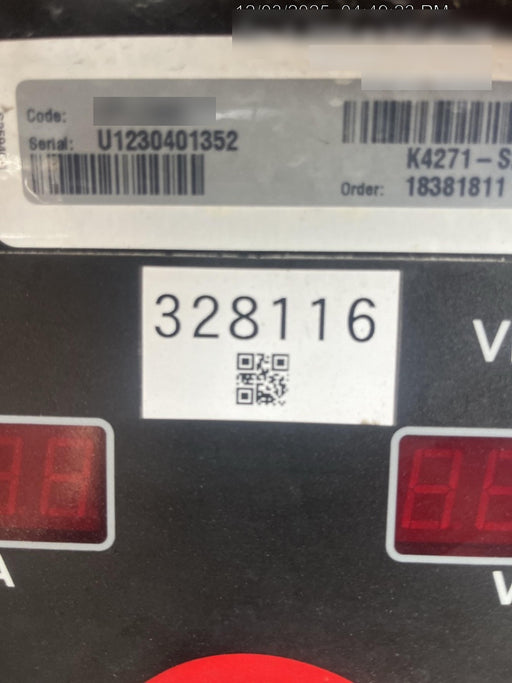 Code:
Serial: U1230401352
K4271-S
Order: 18381811
328116
A